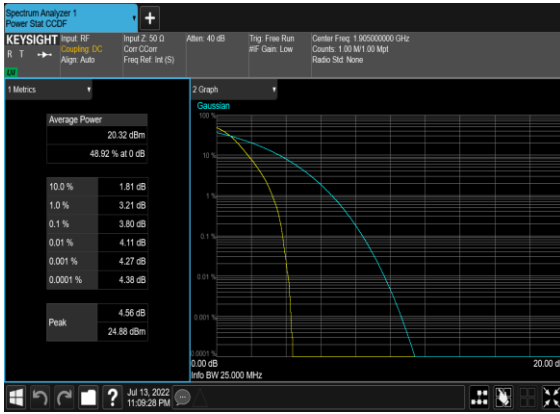 Spectrum Analyzer 1
Power Stat CCDF
+
KEYSIGHT
R T
LXI
Input: RF
Coupling: DC
Align: Auto
Input Z: 50 Ω
Corr CCorr
Freq Ref: Int (S)
Atten: 40 dB
Trig: Free Run
#IF Gain: Low
Center Freq: 1.905000000 GHz
Counts: 1.00 M/1.00 Mpt
Radio Std: None
1 Metrics
Average Power
20.32 dBm
48.92 % at 0 dB
10.0 % 1.81 dB
1.0 % 3.21 dB
0.1 % 3.80 dB
0.01 % 4.11 dB
0.001 % 4.27 dB
0.0001 % 4.38 dB
Peak
4.56 dB
24.88 dBm
2 Graph
Gaussian
100 %
10 %
1 %
0.1 %
0.01 %
0.001 %
0.0001 %
0.00 dB
20.00 d
Info BW 25.000 MHz
?
Jul 13, 2022
11:09:28 PM